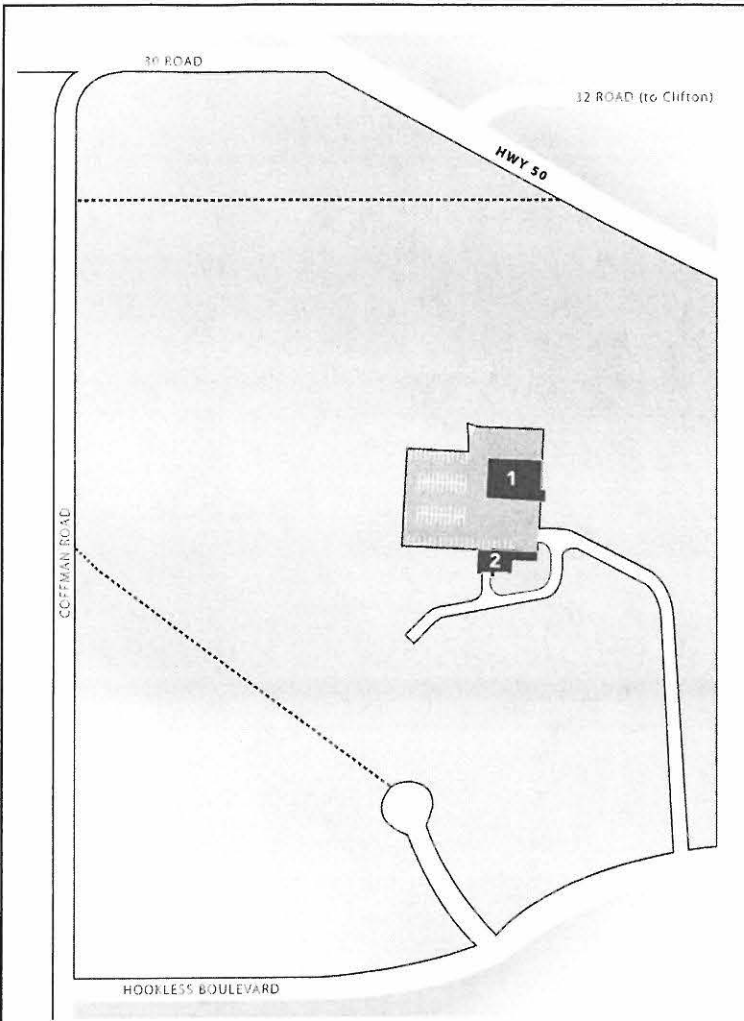 30 ROAD
32 ROAD (to Clifton)
HWY 50
1
2
COFFMAN ROAD
HOOKLESS BOULEVARD